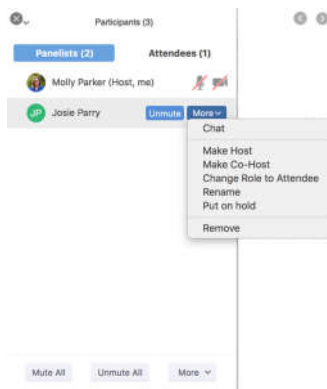 Participants (3)
Panelists (2) Attendees (1)
Molly Parker (Host, me)
JP Josie Parry Unmute More
Chat
Make Host
Make Co-Host
Change Role to Attendee
Rename
Put on hold
Remove
Mute All Unmute All More